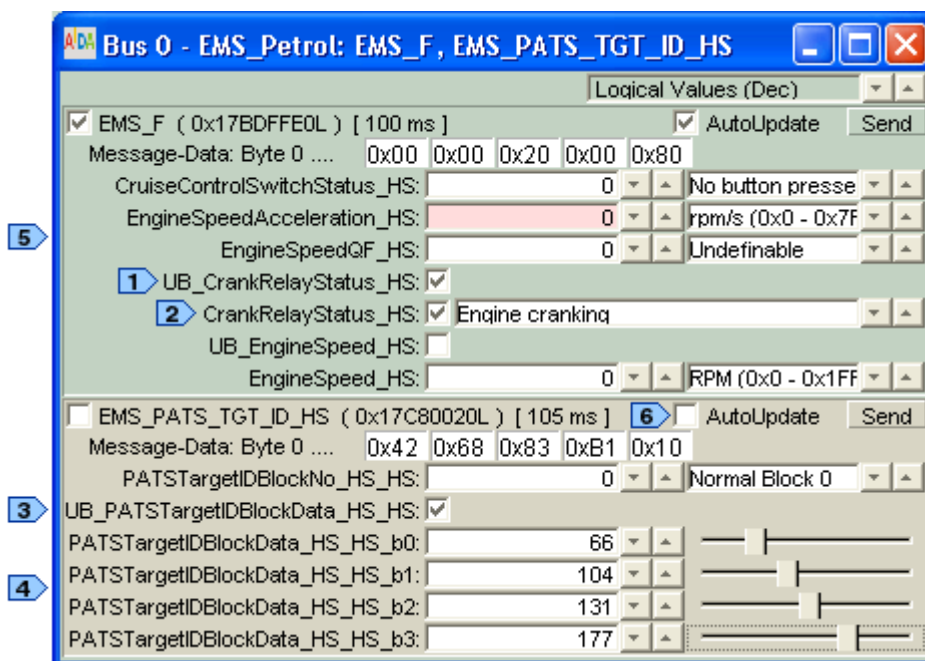 AIDA Bus 0 - EMS_Petrol: EMS_F, EMS_PATS_TGT_ID_HS
Logical Values (Dec)
EMS_F ( 0x17BDFFE0L ) [ 100 ms ] AutoUpdate Send
Message-Data: Byte 0 .... 0x00 0x00 0x20 0x00 0x80
CruiseControlSwitchStatus_HS: 0 No button presse
5 EngineSpeedAcceleration_HS: 0 rpm/s (0x0 - 0x7F
EngineSpeedQF_HS: 0 Undefinable
1 UB_CrankRelayStatus_HS:
2 CrankRelayStatus_HS: Engine cranking
UB_EngineSpeed_HS:
EngineSpeed_HS: 0 RPM (0x0 - 0x1FF
EMS_PATS_TGT_ID_HS ( 0x17C80020L ) [ 105 ms ] 6 AutoUpdate Send
Message-Data: Byte 0 .... 0x42 0x68 0x83 0xB1 0x10
PATSTargetIDBlockNo_HS_HS: 0 Normal Block 0
3 UB_PATSTargetIDBlockData_HS_HS:
PATSTargetIDBlockData_HS_HS_b0: 66
4 PATSTargetIDBlockData_HS_HS_b1: 104
PATSTargetIDBlockData_HS_HS_b2: 131
PATSTargetIDBlockData_HS_HS_b3: 177